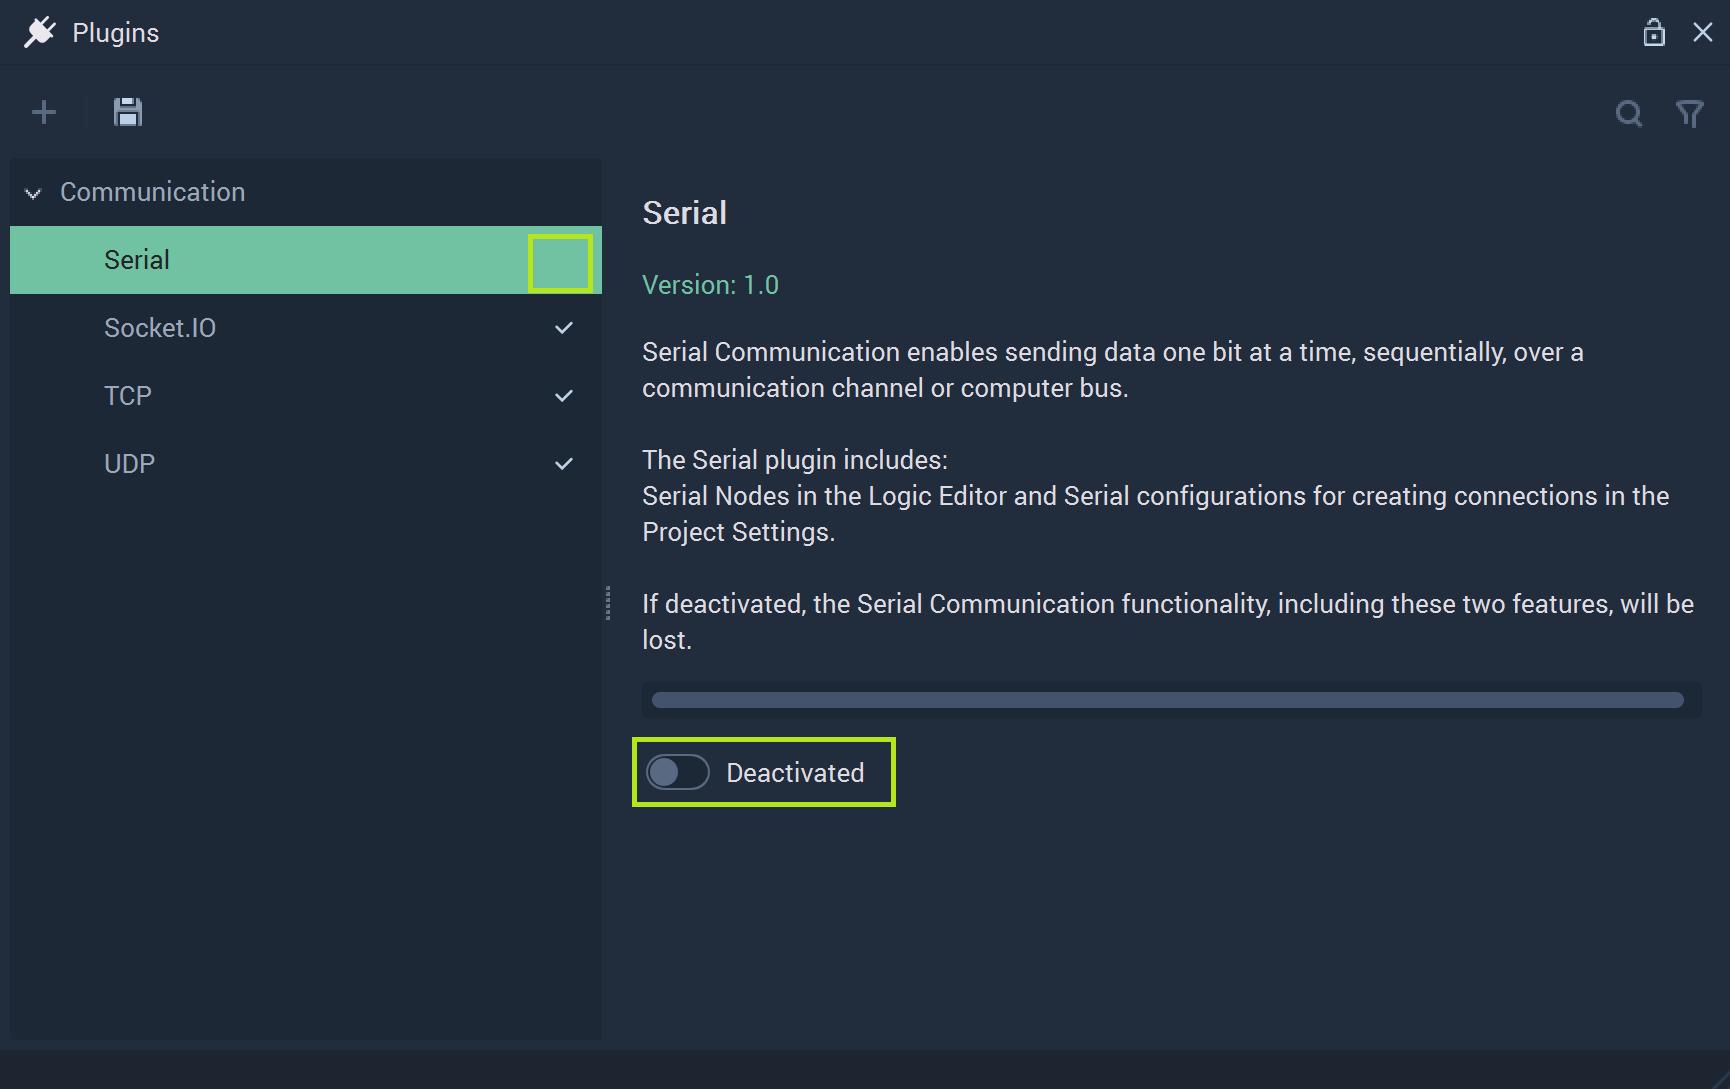 Plugins
Communication
Serial
Socket.IO
TCP
UDP
Serial
Version: 1.0
Serial Communication enables sending data one bit at a time, sequentially, over a
communication channel or computer bus.
The Serial plugin includes:
Serial Nodes in the Logic Editor and Serial configurations for creating connections in the
Project Settings.
If deactivated, the Serial Communication functionality, including these two features, will be
lost.
Deactivated